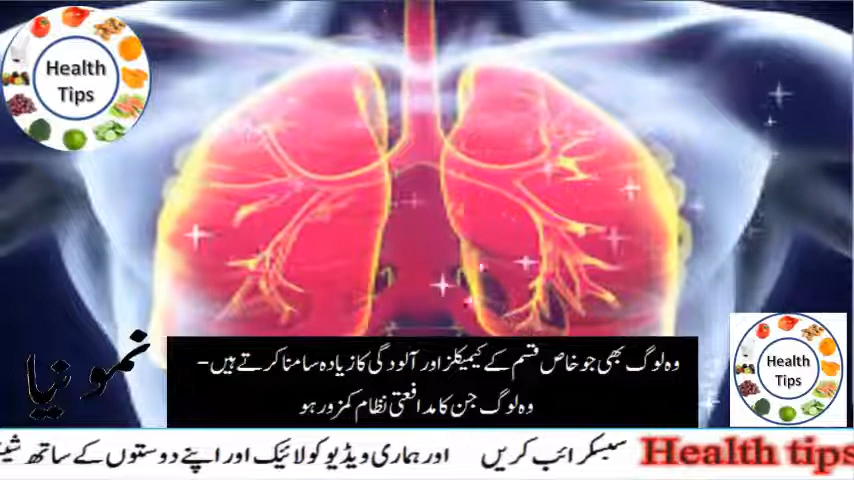 Health
Tips
نمونیا
وہ لوگ بھی جو خاص قسم کے کیمیکلز اور آلودگی کا زیادہ سامنا کرتے ہیں-
وہ لوگ جن کا مدافعتی نظام کمزور ہو
Health
Tips
Health tips سبسکرائب کریں اور ہماری ویڈیو کو لائیک اور اپنے دوستوں کے ساتھ